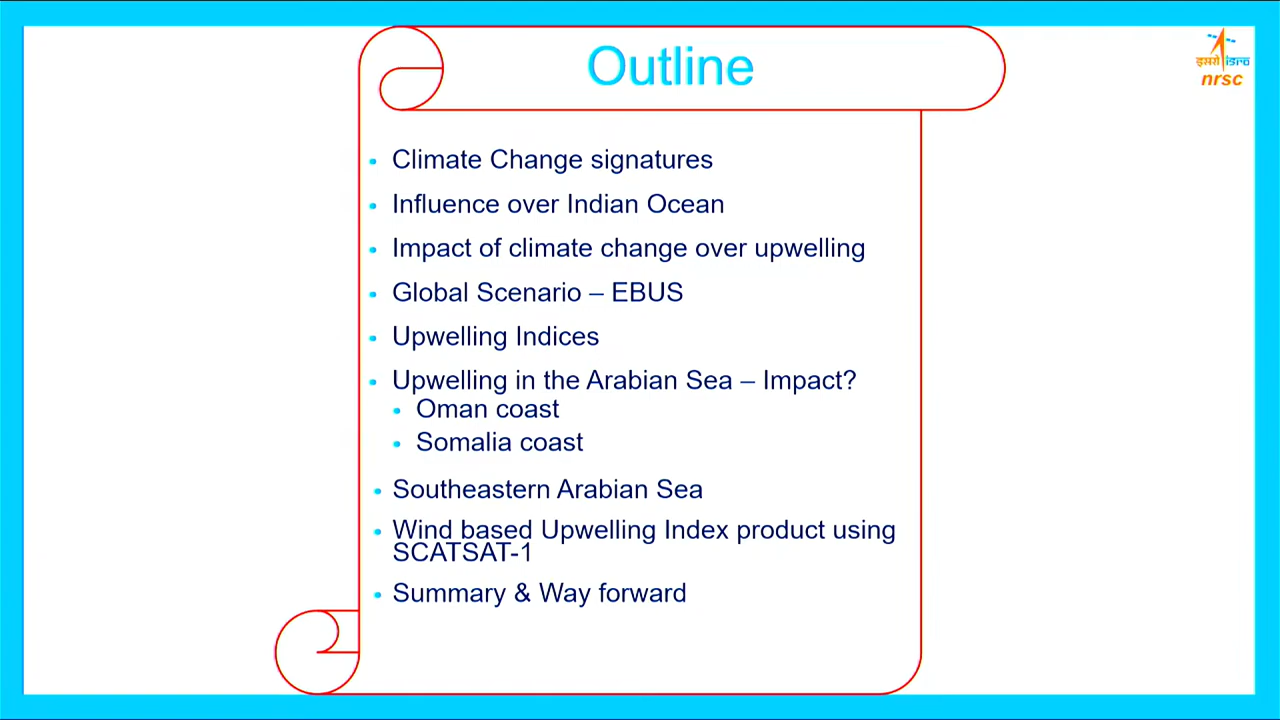 Outline
इसरो isro
nrsc
• Climate Change signatures
• Influence over Indian Ocean
• Impact of climate change over upwelling
• Global Scenario – EBUS
• Upwelling Indices
• Upwelling in the Arabian Sea – Impact?
• Oman coast
• Somalia coast
• Southeastern Arabian Sea
• Wind based Upwelling Index product using
SCATSAT-1
• Summary & Way forward